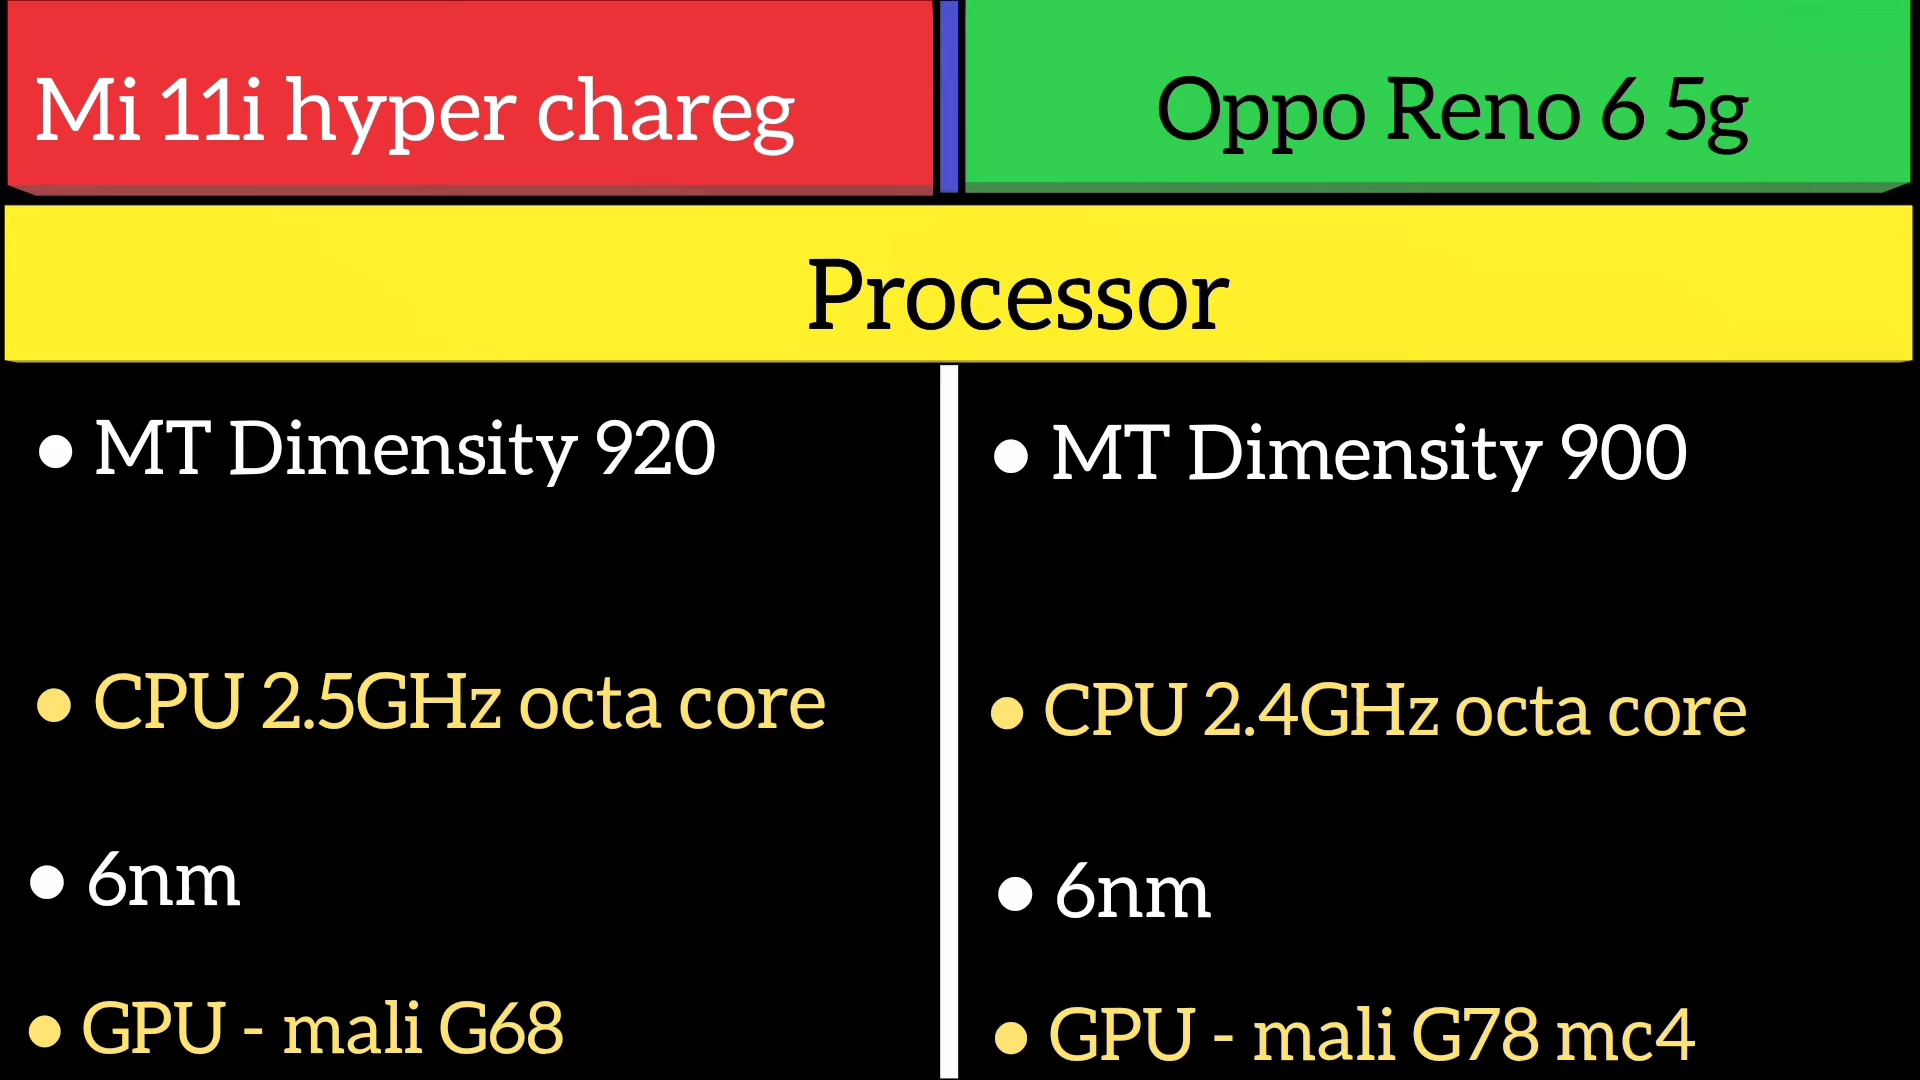 Mi 11i hyper chareg
Oppo Reno 6 5g
Processor
● MT Dimensity 920
● MT Dimensity 900
● CPU 2.5GHz octa core
● CPU 2.4GHz octa core
● 6nm
● 6nm
● GPU - mali G68
● GPU - mali G78 mc4